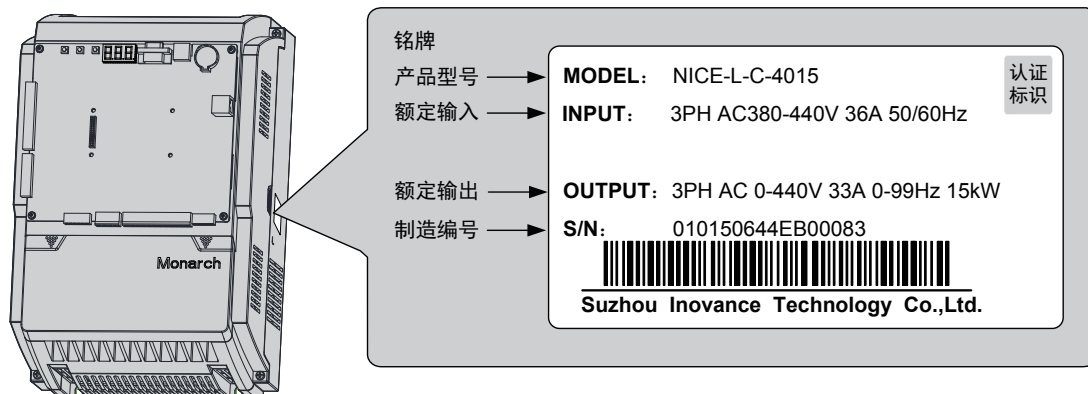 铭牌
产品型号
MODEL： NICE-L-C-4015
认证
标识
额定输入
INPUT： 3PH AC380-440V 36A 50/60Hz
额定输出
OUTPUT： 3PH AC 0-440V 33A 0-99Hz 15kW
制造编号
S/N： 010150644EB00083
Suzhou Inovance Technology Co.,Ltd.
Monarch